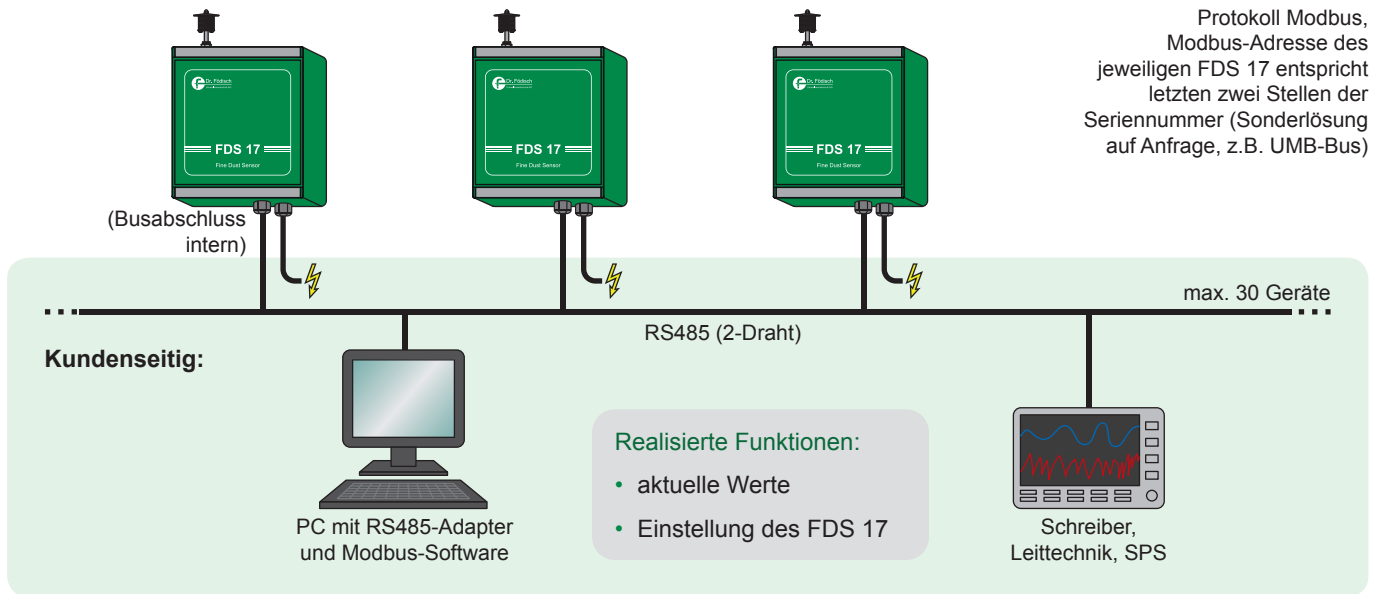 Protokoll Modbus,
Modbus-Adresse des
jeweiligen FDS 17 entspricht
letzten zwei Stellen der
Seriennummer (Sonderlösung
auf Anfrage, z.B. UMB-Bus)
Dr. Födisch
FDS 17
Fine Dust Sensor
Dr. Födisch
FDS 17
Fine Dust Sensor
Dr. Födisch
FDS 17
Fine Dust Sensor
(Busabschluss
intern)
max. 30 Geräte
RS485 (2-Draht)
Kundenseitig:
PC mit RS485-Adapter
und Modbus-Software
Realisierte Funktionen:
• aktuelle Werte
• Einstellung des FDS 17
Schreiber,
Leittechnik, SPS